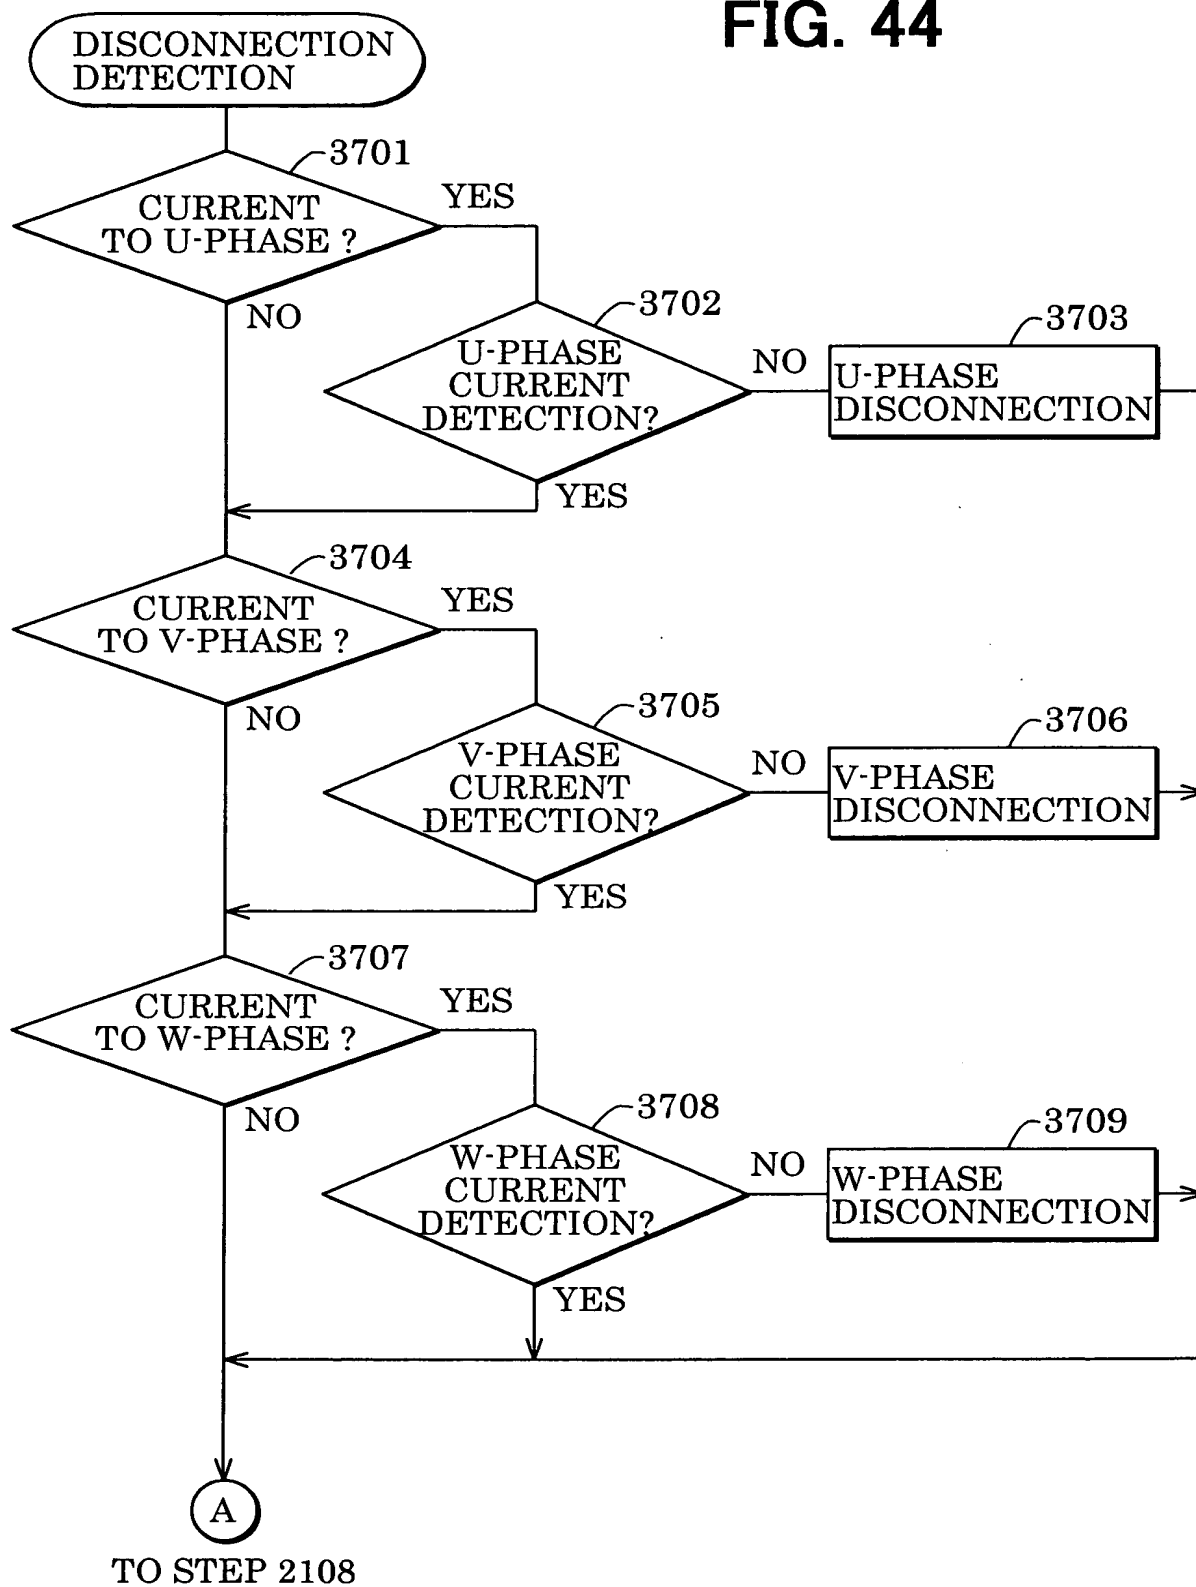 FIG. 44
DISCONNECTION
DETECTION
3701
CURRENT
TO U-PHASE ?
YES
NO
3702
U-PHASE
CURRENT
DETECTION?
NO
YES
3703
U-PHASE
DISCONNECTION
3704
CURRENT
TO V-PHASE ?
YES
NO
3705
V-PHASE
CURRENT
DETECTION?
NO
YES
3706
V-PHASE
DISCONNECTION
3707
CURRENT
TO W-PHASE ?
YES
NO
3708
W-PHASE
CURRENT
DETECTION?
NO
YES
3709
W-PHASE
DISCONNECTION
A
TO STEP 2108